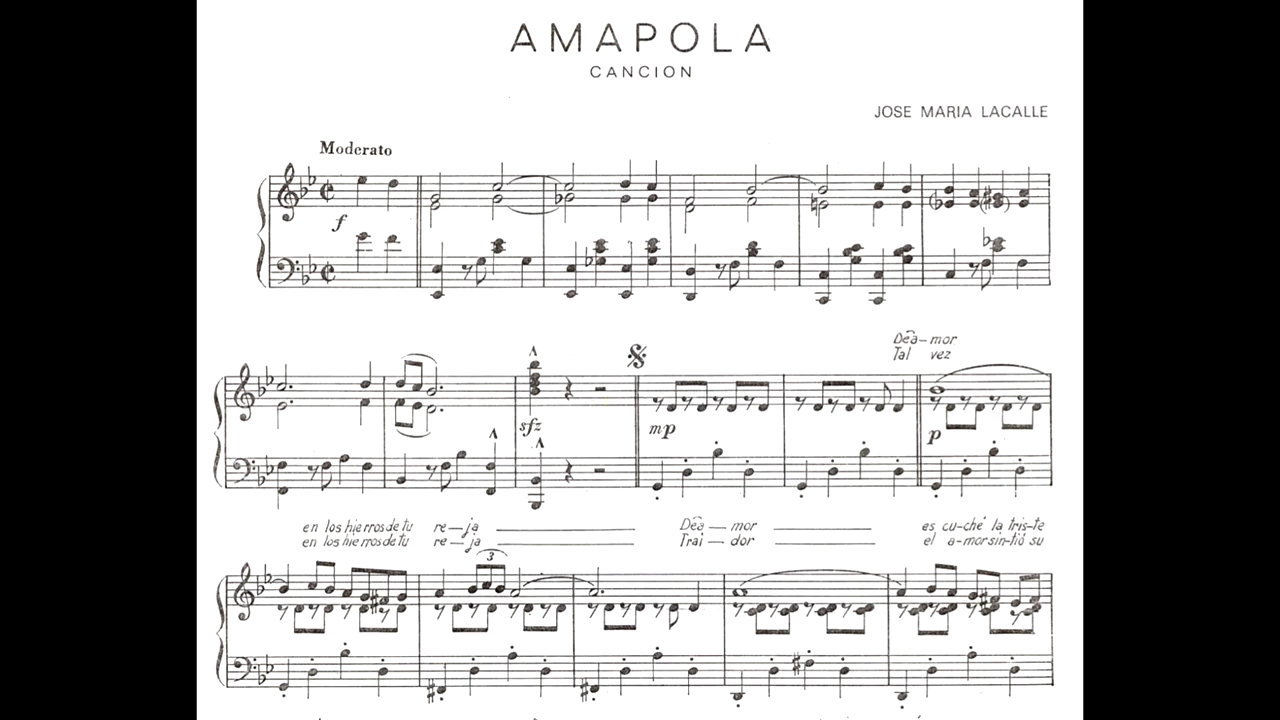 AMAPOLA
CANCION
JOSE MARIA LACALLE
Moderato
f
Dea-mor
Tal vez
sfz
mp
p
en los hierros de tu re-ja Dea-mor es cu-ché la tris-te
en los hierros de tu re-ja Trai-dor el a-mor sin-tió su
3